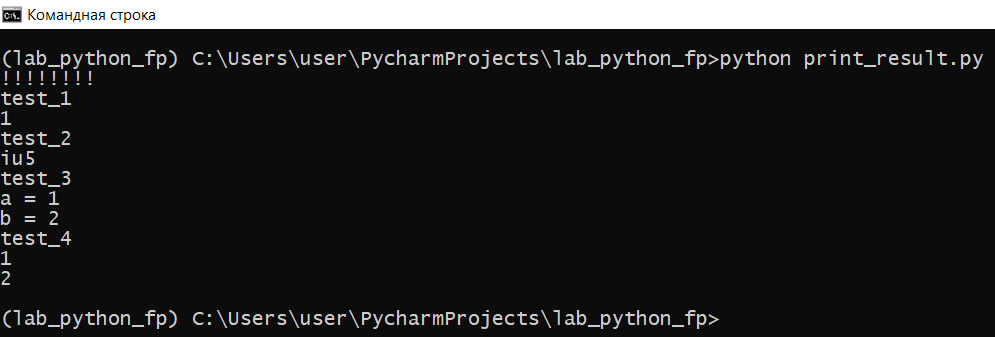 Командная строка
(lab_python_fp) C:\Users\user\PycharmProjects\lab_python_fp>python print_result.py
!!!!!!!!
test_1
1
test_2
iu5
test_3
a = 1
b = 2
test_4
1
2
(lab_python_fp) C:\Users\user\PycharmProjects\lab_python_fp>